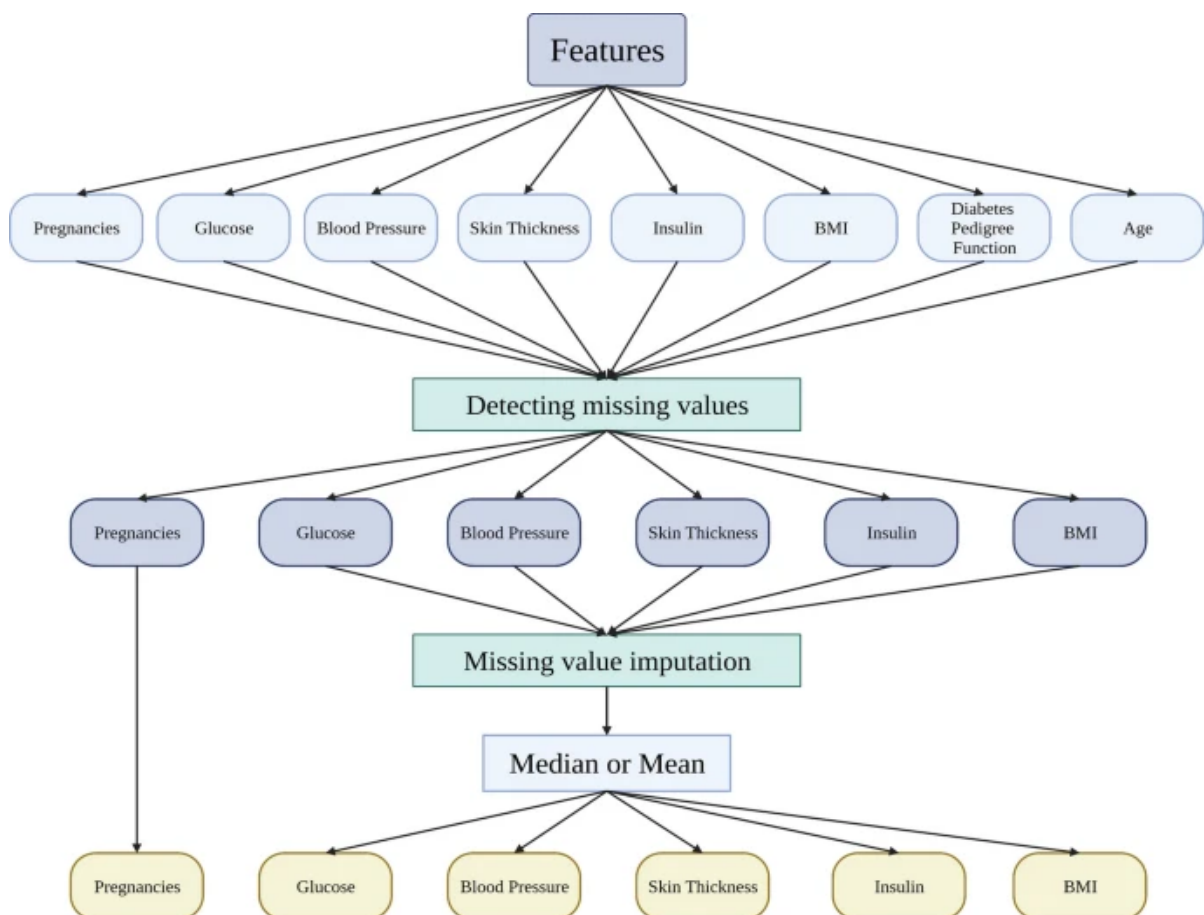 Features
Pregnancies
Glucose
Blood Pressure
Skin Thickness
Insulin
BMI
Diabetes
Pedigree
Function
Age
Detecting missing values
Pregnancies
Glucose
Blood Pressure
Skin Thickness
Insulin
BMI
Missing value imputation
Median or Mean
Pregnancies
Glucose
Blood Pressure
Skin Thickness
Insulin
BMI